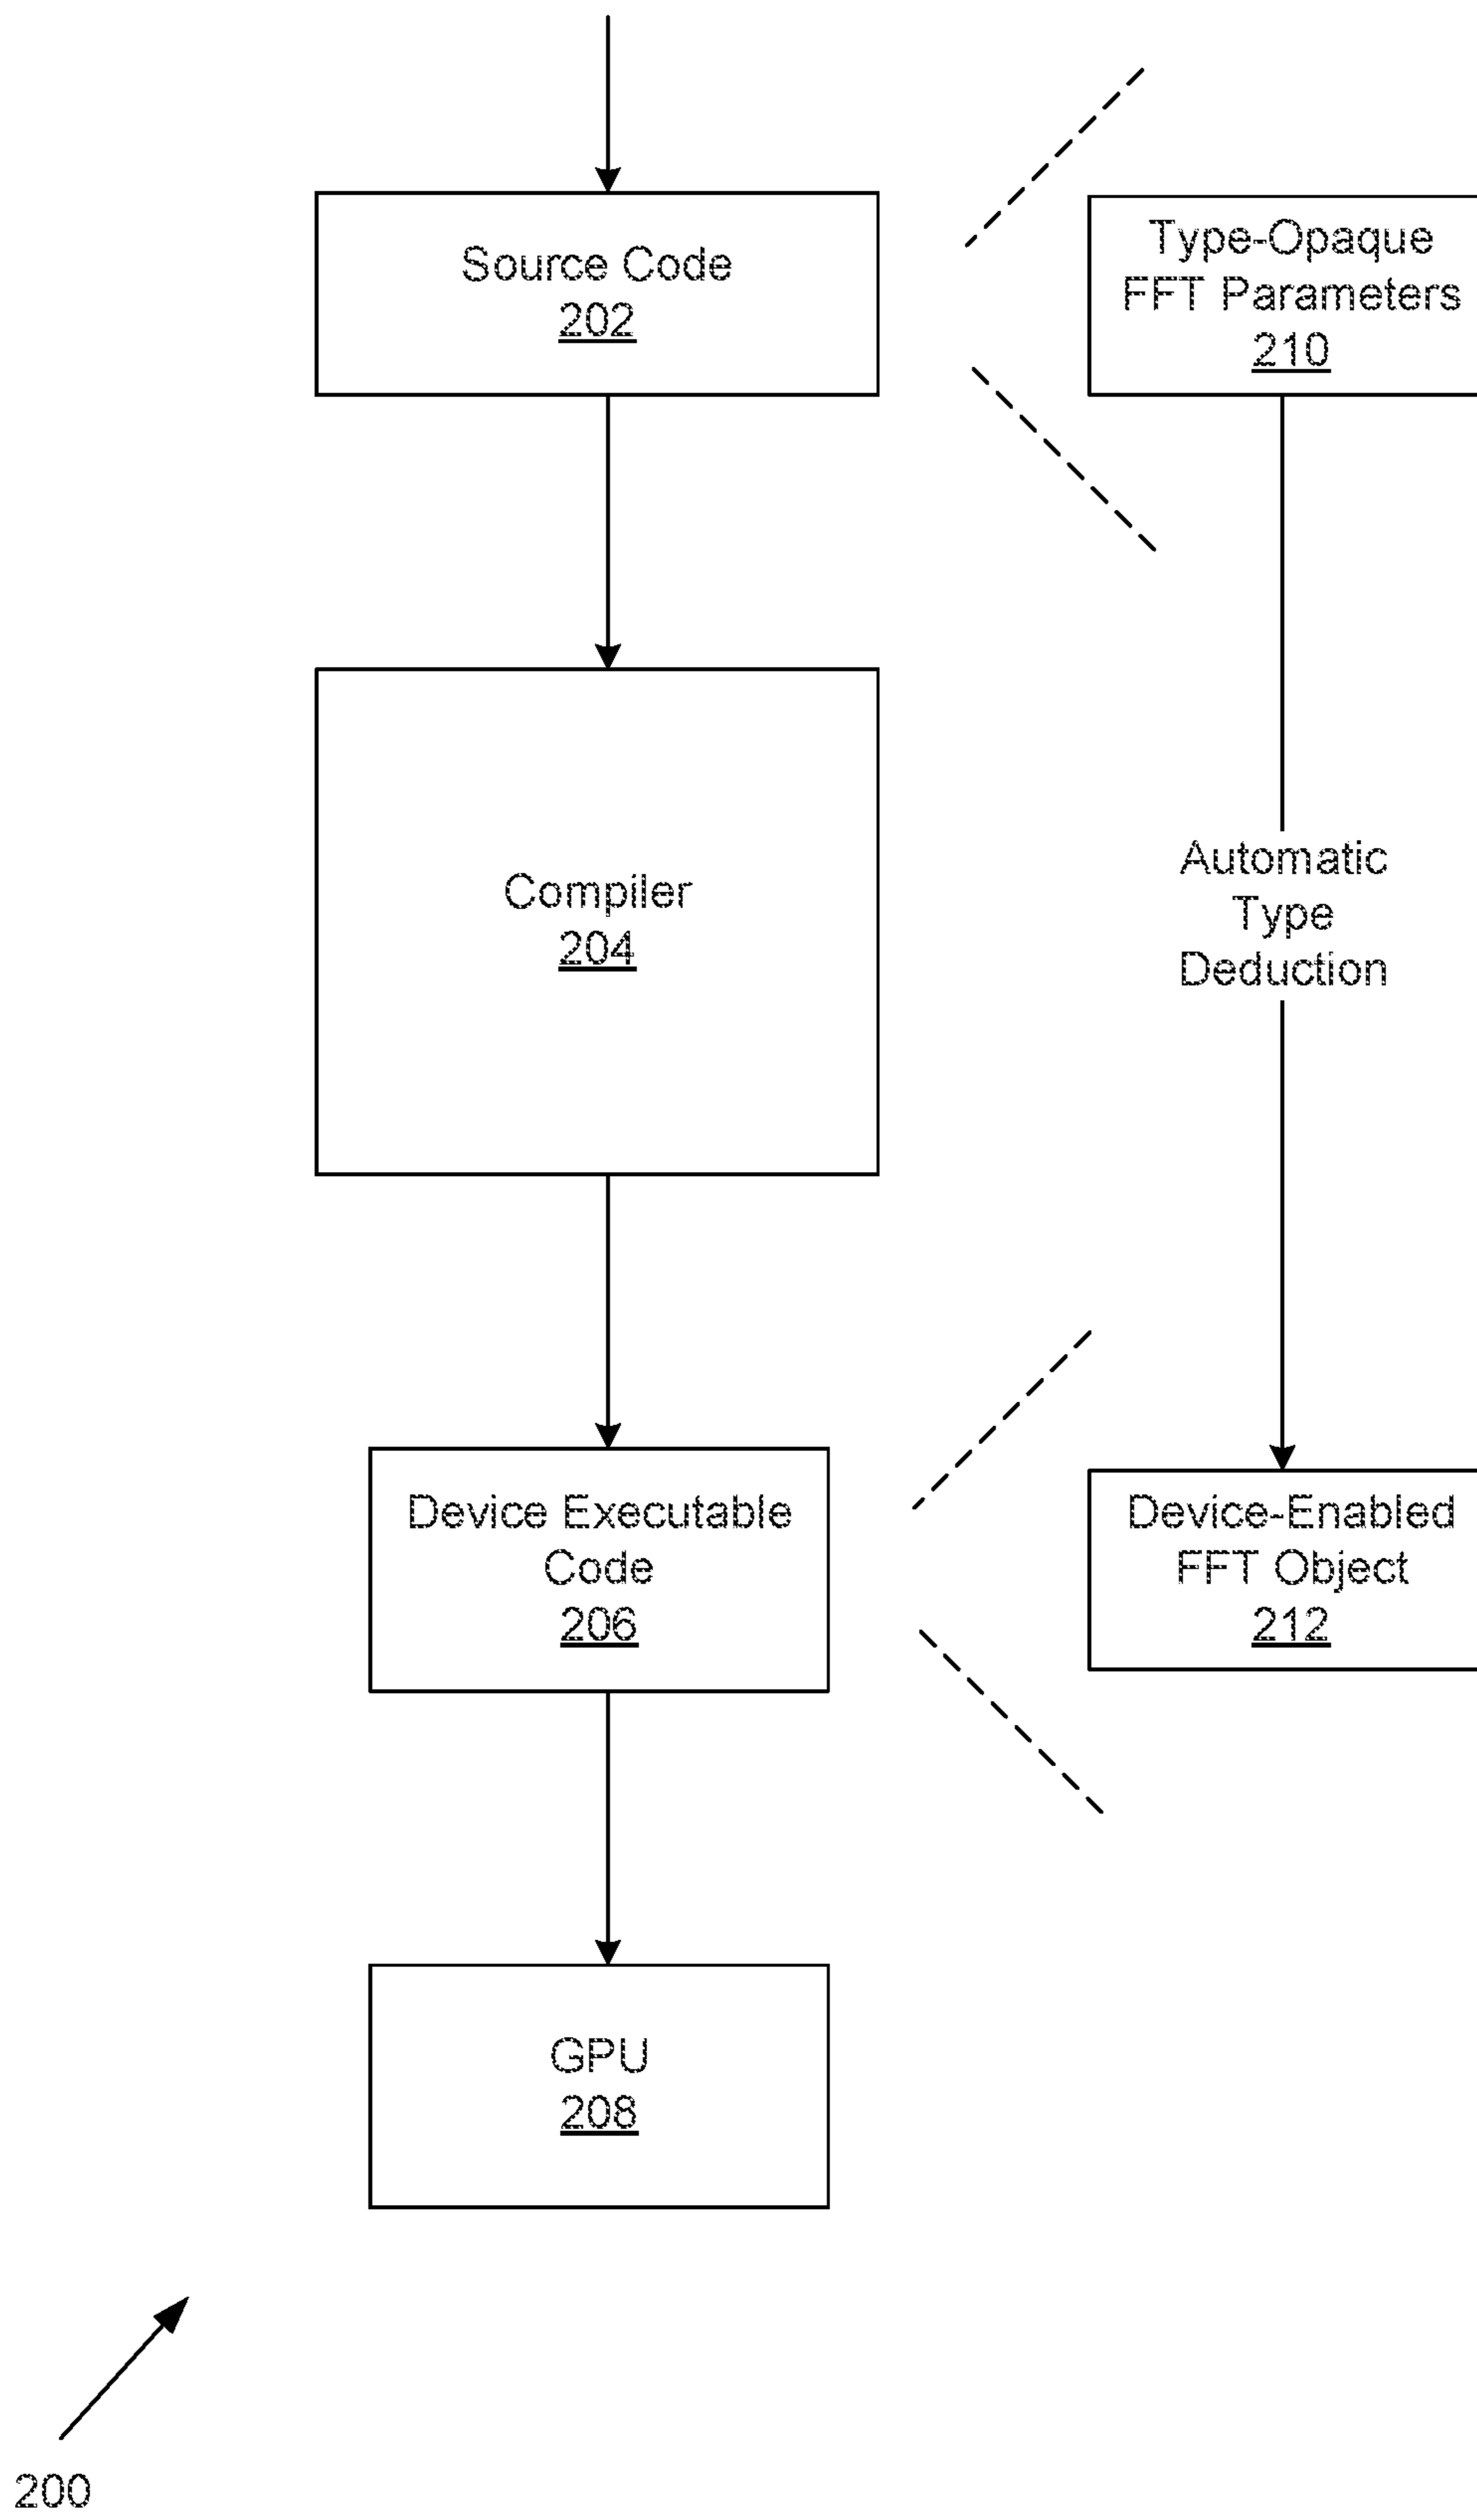 Source Code
202
Type-Opaque
FFT Parameters
210
Compiler
204
Automatic
Type
Deduction
Device Executable
Code
206
Device-Enabled
FFT Object
212
GPU
208
200